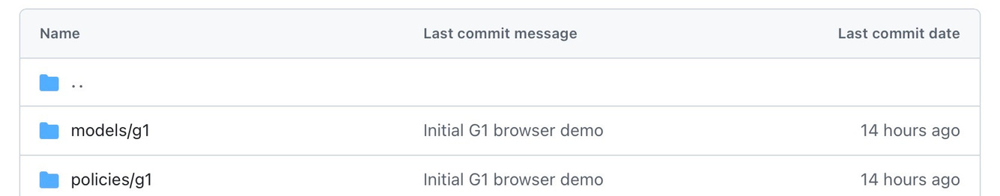 Name Last commit message Last commit date
..
models/g1 Initial G1 browser demo 14 hours ago
policies/g1 Initial G1 browser demo 14 hours ago